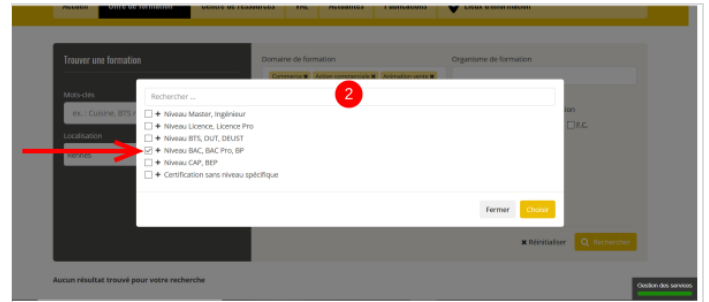 Accueil Offre de formation Centre de ressources VAE Actualités Publications Lieux d'information
Trouver une formation
Domaine de formation
Organisme de formation
Commerce ✖ Action commerciale ✖ Animation vente ✖
Mots-clés
ex. : Cuisine, BTS
Rechercher ...
2
Niveau Master, Ingénieur
Niveau Licence, Licence Pro
Niveau BTS, DUT, DEUST
Niveau BAC, BAC Pro, BP
Niveau CAP, BEP
Certification sans niveau spécifique
F.C.
Localisation
Rennes
Fermer Choisir
✖ Réinitialiser Rechercher
Aucun résultat trouvé pour votre recherche
Gestion des services